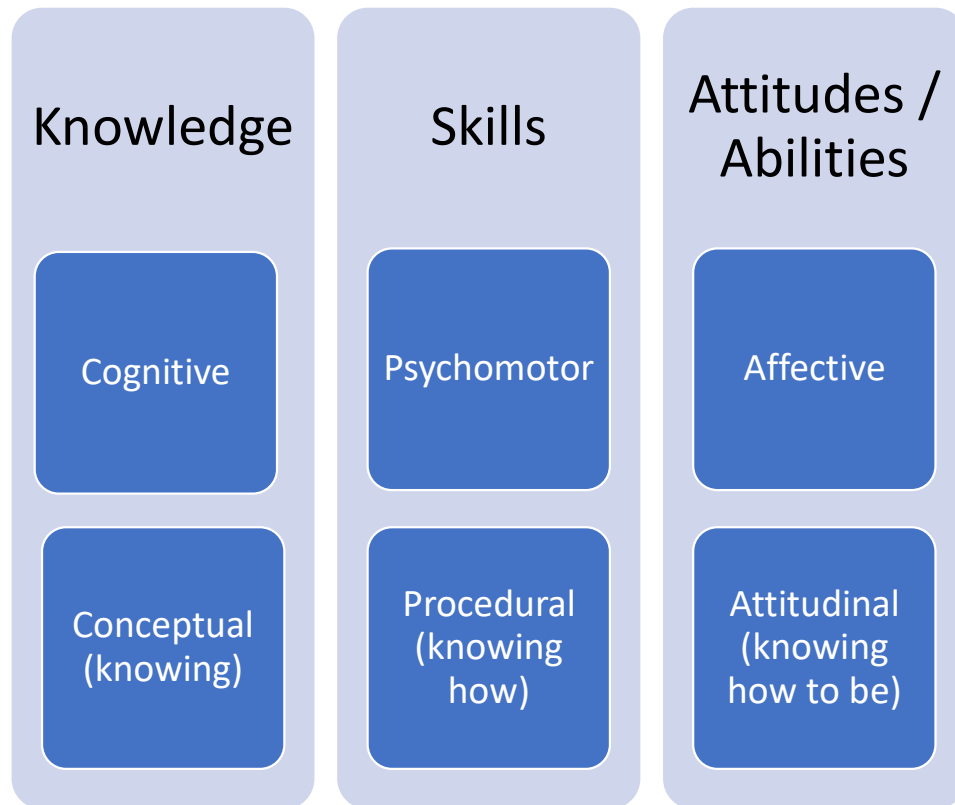 Knowledge
Cognitive
Conceptual
(knowing)
Skills
Psychomotor
Procedural
(knowing
how)
Attitudes /
Abilities
Affective
Attitudinal
(knowing
how to be)